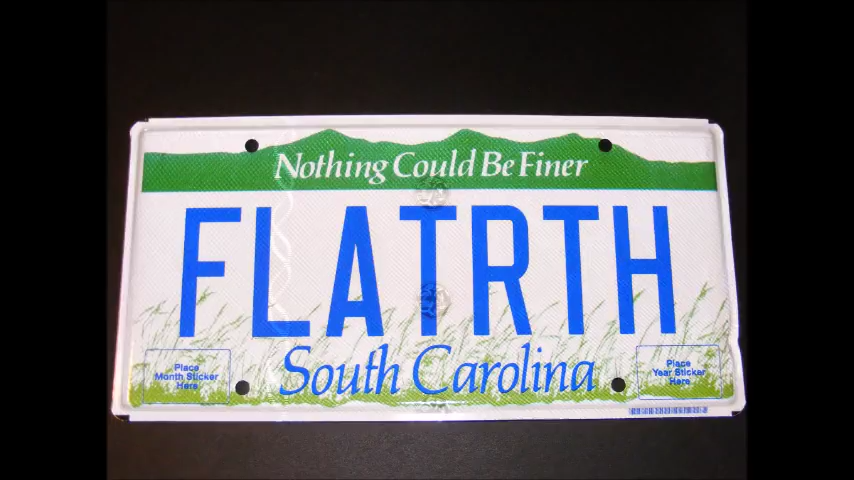 Nothing Could Be Finer
FLATRTH
South Carolina
Place
Month Sticker
Here
Place
Year Sticker
Here